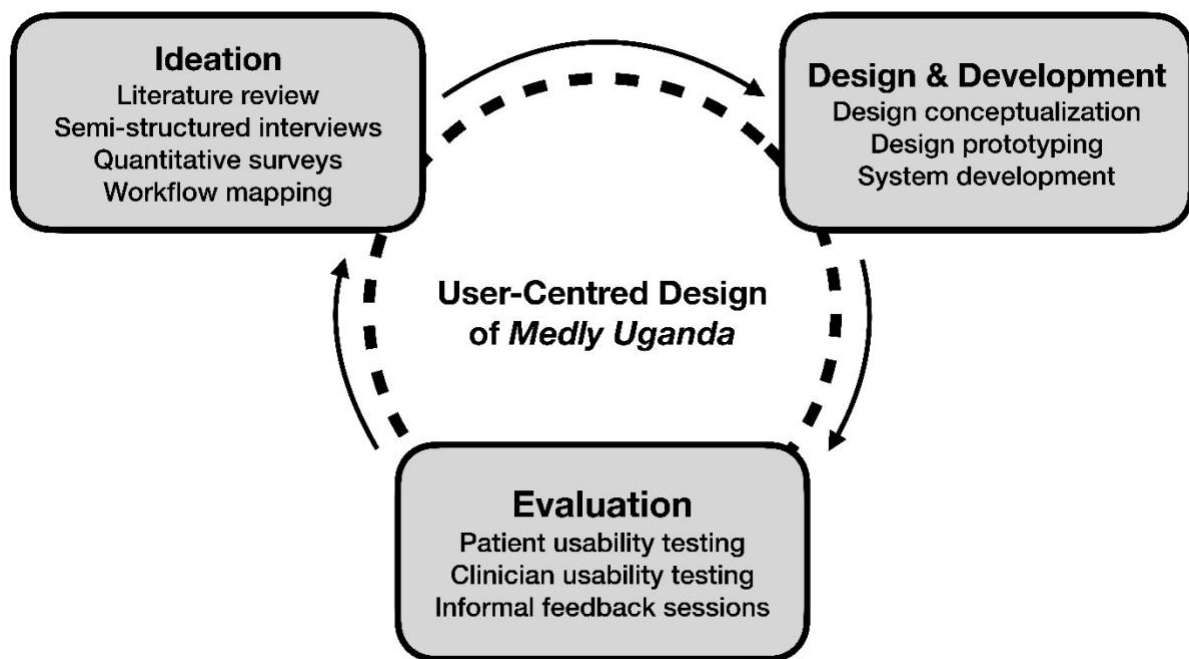 Ideation
Literature review
Semi-structured interviews
Quantitative surveys
Workflow mapping
Design & Development
Design conceptualization
Design prototyping
System development
User-Centred Design
of Medly Uganda
Evaluation
Patient usability testing
Clinician usability testing
Informal feedback sessions